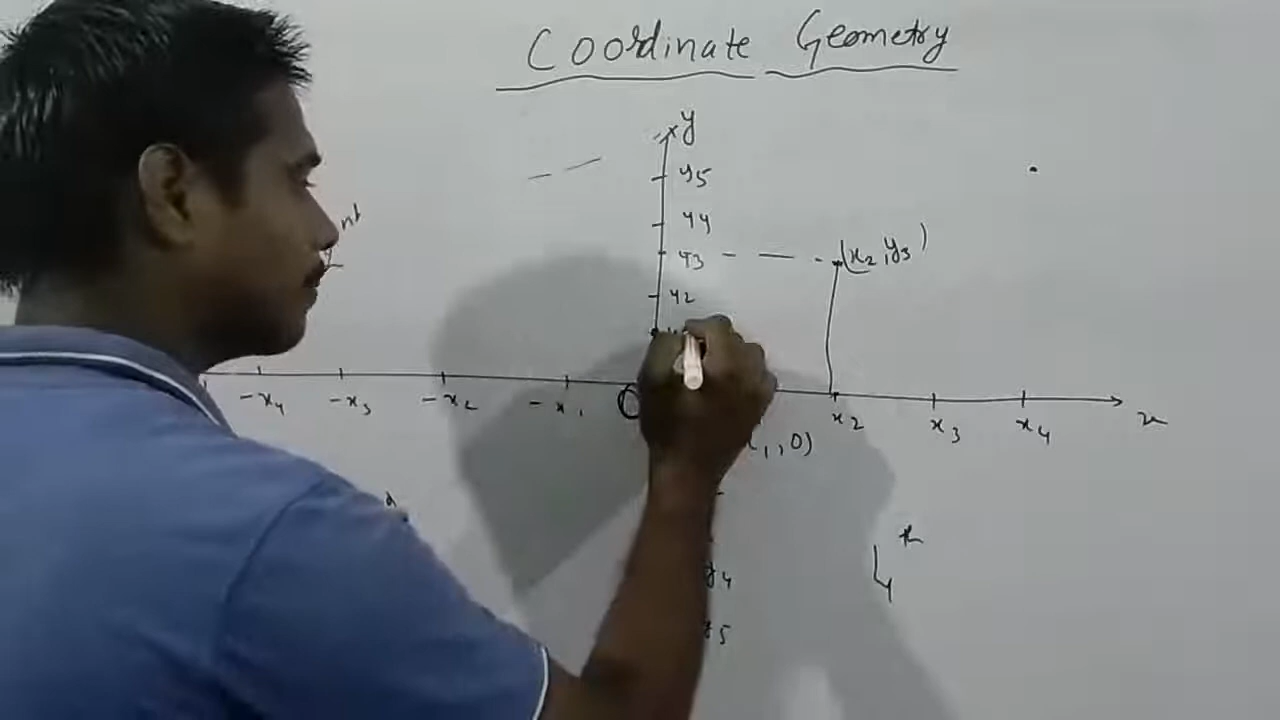 Coordinate Geometry
y
y5
y4
y3
(x2, y3)
y2
-x4 -x3 -x2 -x1 O x2 x3 x4 x
1, 0)
4th
y4
y5